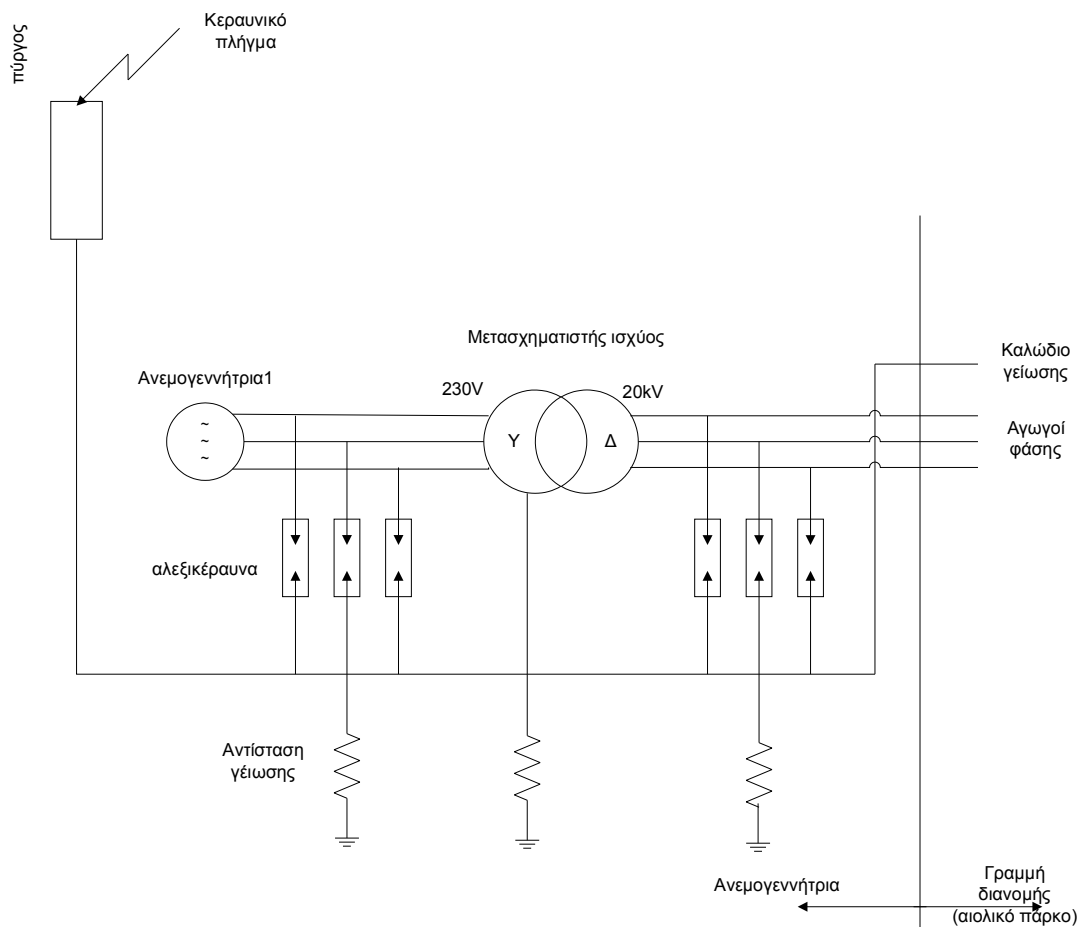 Κεραυνικό
πλήγμα
πύργος
Μετασχηματιστής ισχύος
Καλώδιο
γείωσης
Ανεμογεννήτρια1
230V
20kV
~
~
~
Υ
Δ
Αγωγοί
φάσης
αλεξικέραυνα
Αντίσταση
γέιωσης
Ανεμογεννήτρια
Γραμμή
διανομής
(αιολικό πάρκο)